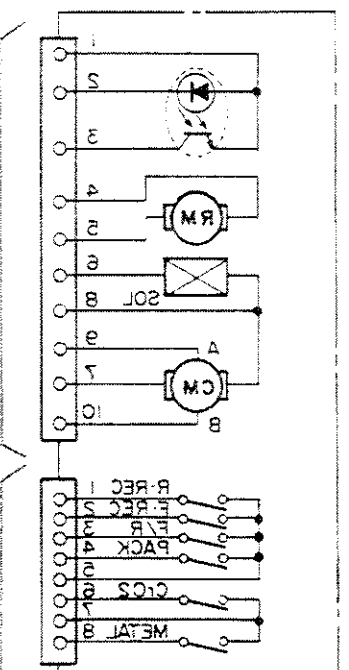 1
2
3
4
RM
5
6
8 SOL
9 A
7 CM
10 B
1 R-REC
2 F-REC
3 F/R
4 PACK
5
6 CrO2
7
8 METAL